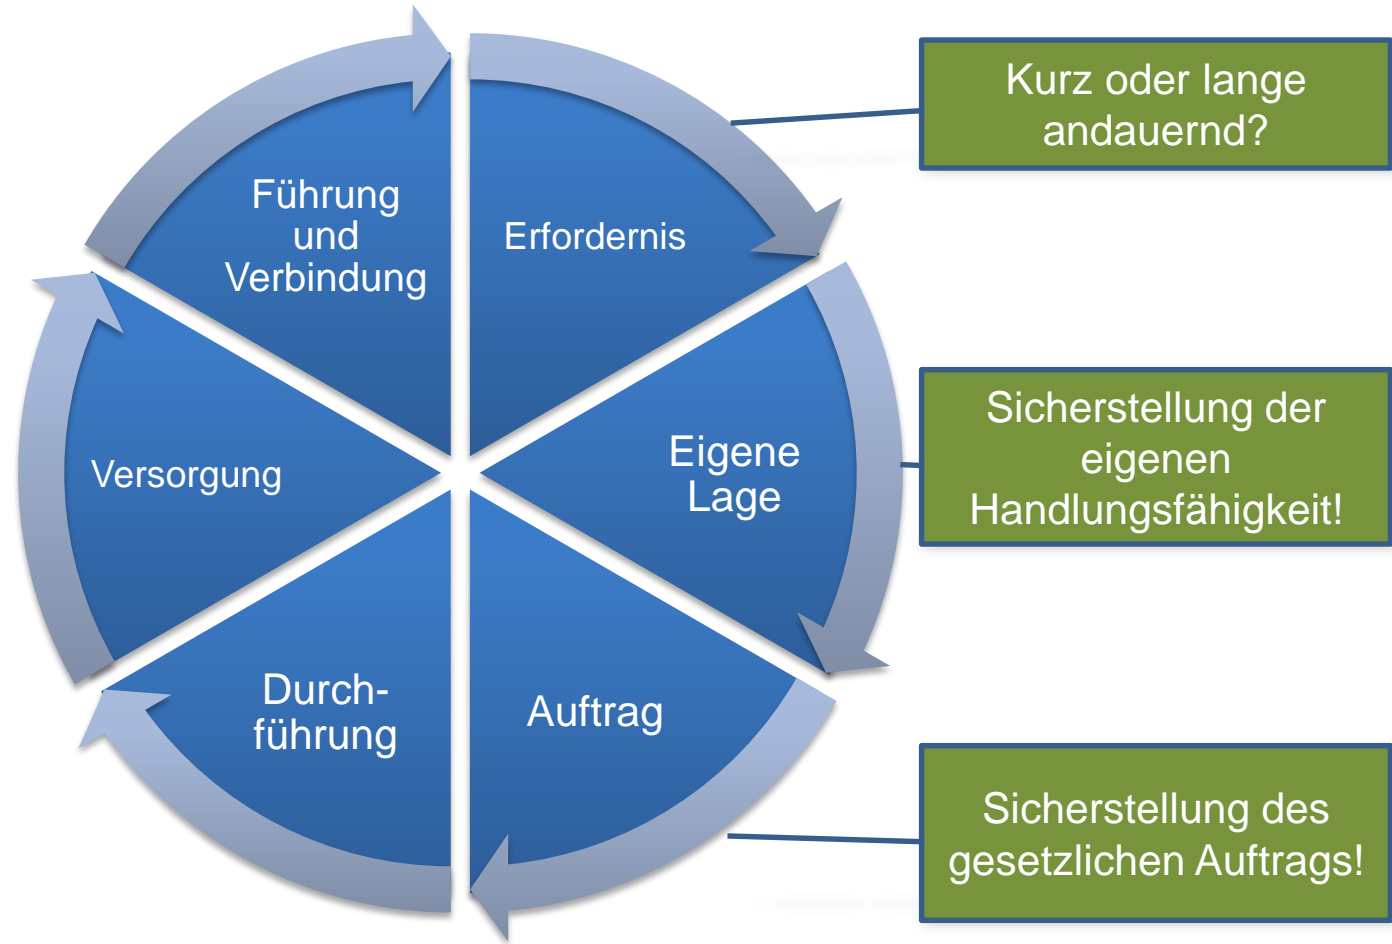 Kurz oder lange
andauernd?
Führung
und
Verbindung
Erfordernis
Sicherstellung der
eigenen
Handlungsfähigkeit!
Eigene
Lage
Versorgung
Durch-
führung
Auftrag
Sicherstellung des
gesetzlichen Auftrags!